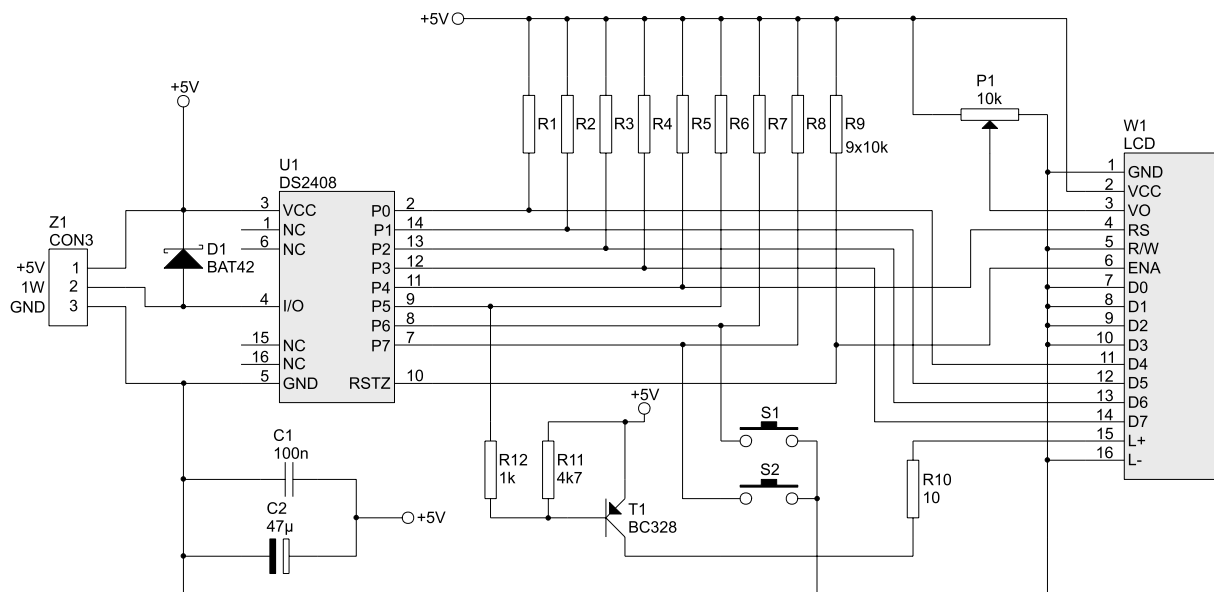 +5V
P1
10k
+5V
R1 R2 R3 R4 R5 R6 R7 R8 R9
9x10k
W1
LCD
U1
DS2408
Z1
CON3
+5V 1
1W 2
GND 3
D1
BAT42
3 VCC P0 2
1 NC P1 14
6 NC P2 13
P3 12
P4 11
4 I/O P5 9
P6 8
15 NC P7 7
16 NC
5 GND RSTZ 10
1 GND
2 VCC
3 VO
4 RS
5 R/W
6 ENA
7 D0
8 D1
9 D2
10 D3
11 D4
12 D5
13 D6
14 D7
15 L+
16 L-
+5V
S1
S2
C1
100n
C2
47µ
+5V
R12
1k
R11
4k7
T1
BC328
R10
10